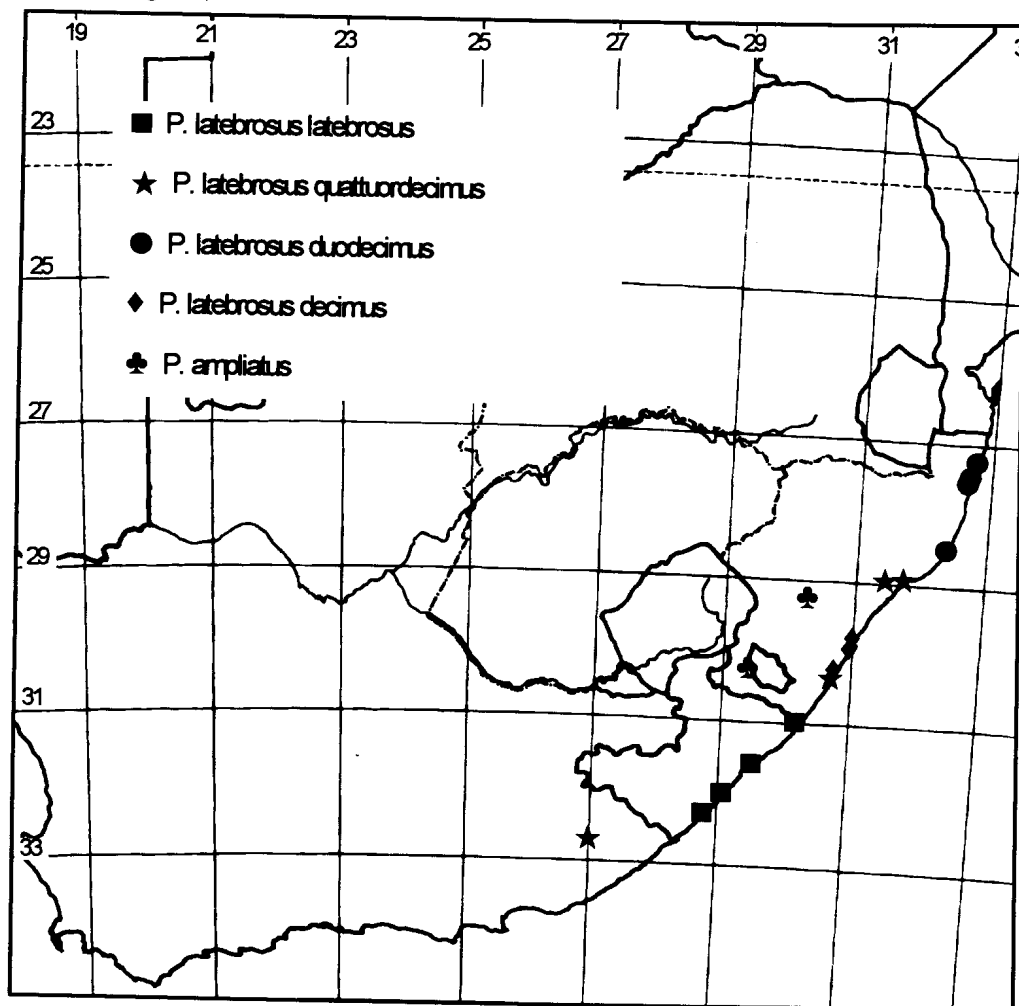 19 21 23 25 27 29 31 3
23
P. latebrosus latebrosus
P. latebrosus quattuordecimus
P. latebrosus duodecimus
25
P. latebrosus decimus
P. ampliatus
27
29
31
33